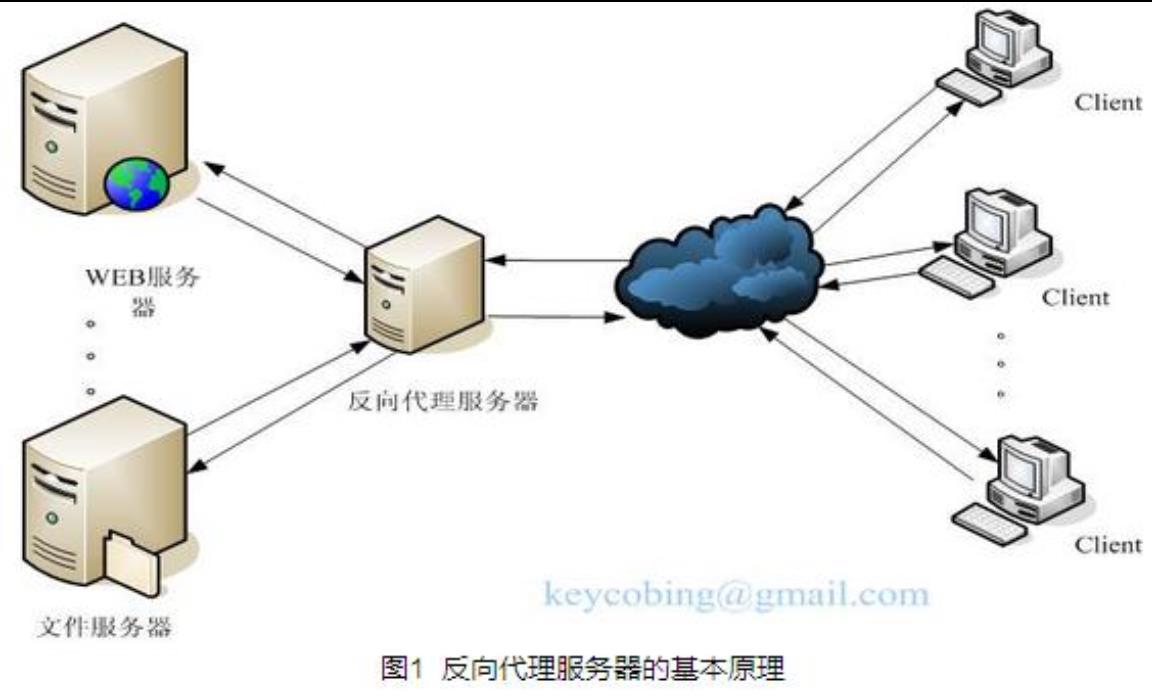 Client
WEB服务
器
Client
反向代理服务器
Client
keycobing@gmail.com
文件服务器
图1 反向代理服务器的基本原理